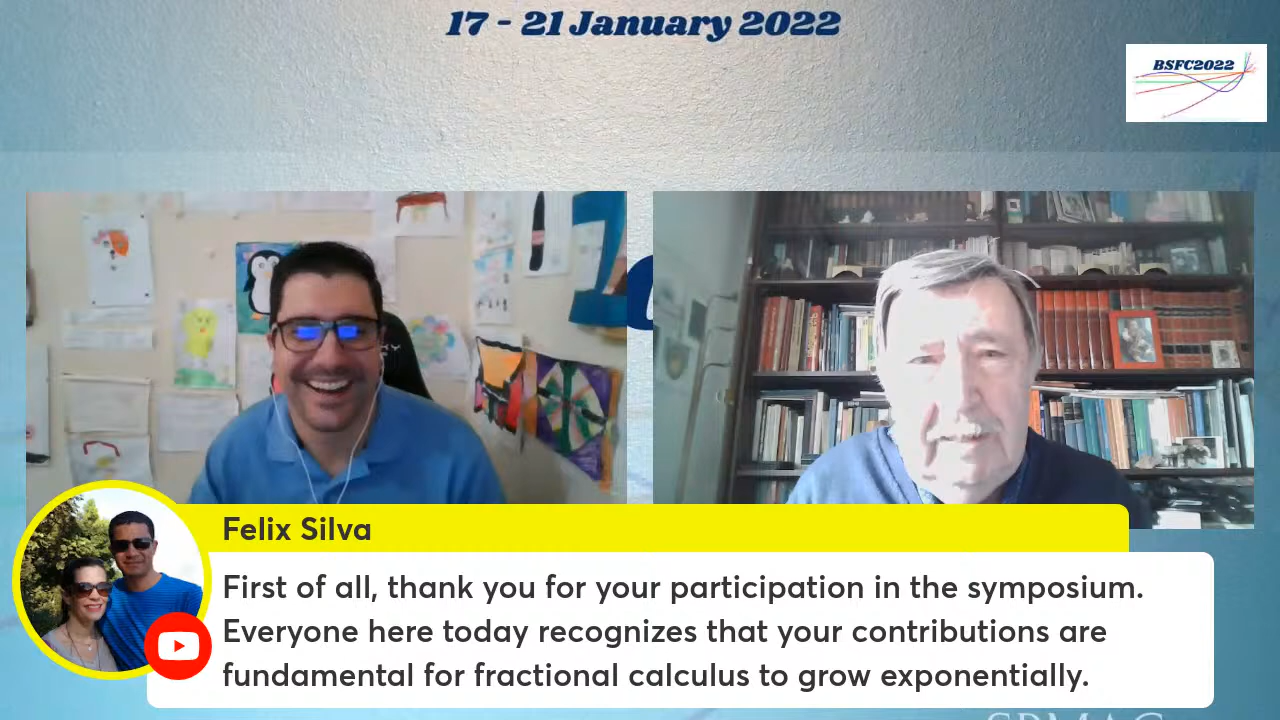 17 - 21 January 2022
BSFC2022
Felix Silva
First of all, thank you for your participation in the symposium.
Everyone here today recognizes that your contributions are
fundamental for fractional calculus to grow exponentially.